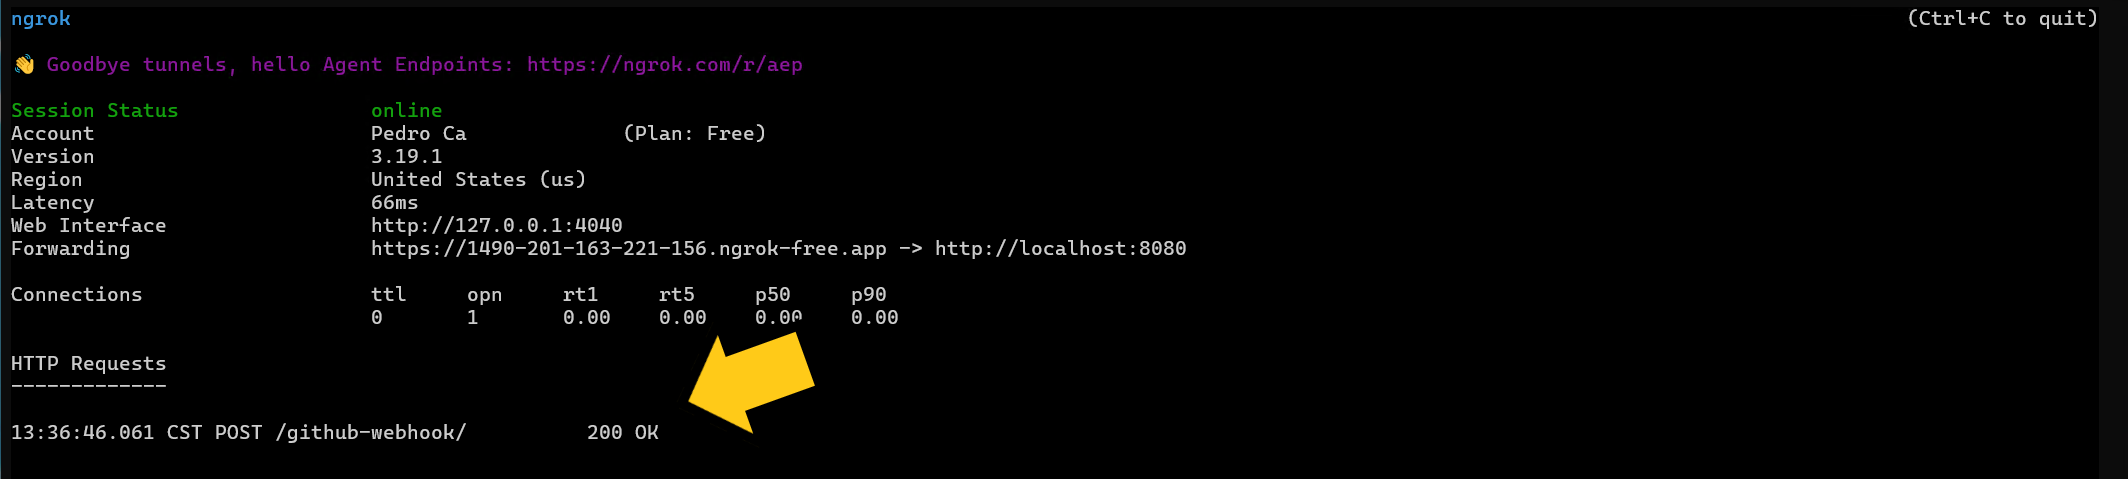 ngrok (Ctrl+C to quit)
👋 Goodbye tunnels, hello Agent Endpoints: https://ngrok.com/r/aep
Session Status online
Account Pedro Ca (Plan: Free)
Version 3.19.1
Region United States (us)
Latency 66ms
Web Interface http://127.0.0.1:4040
Forwarding https://1490-201-163-221-156.ngrok-free.app -> http://localhost:8080
Connections ttl opn rt1 rt5 p50 p90
0 1 0.00 0.00 0.00 0.00
HTTP Requests
-------------
13:36:46.061 CST POST /github-webhook/ 200 OK